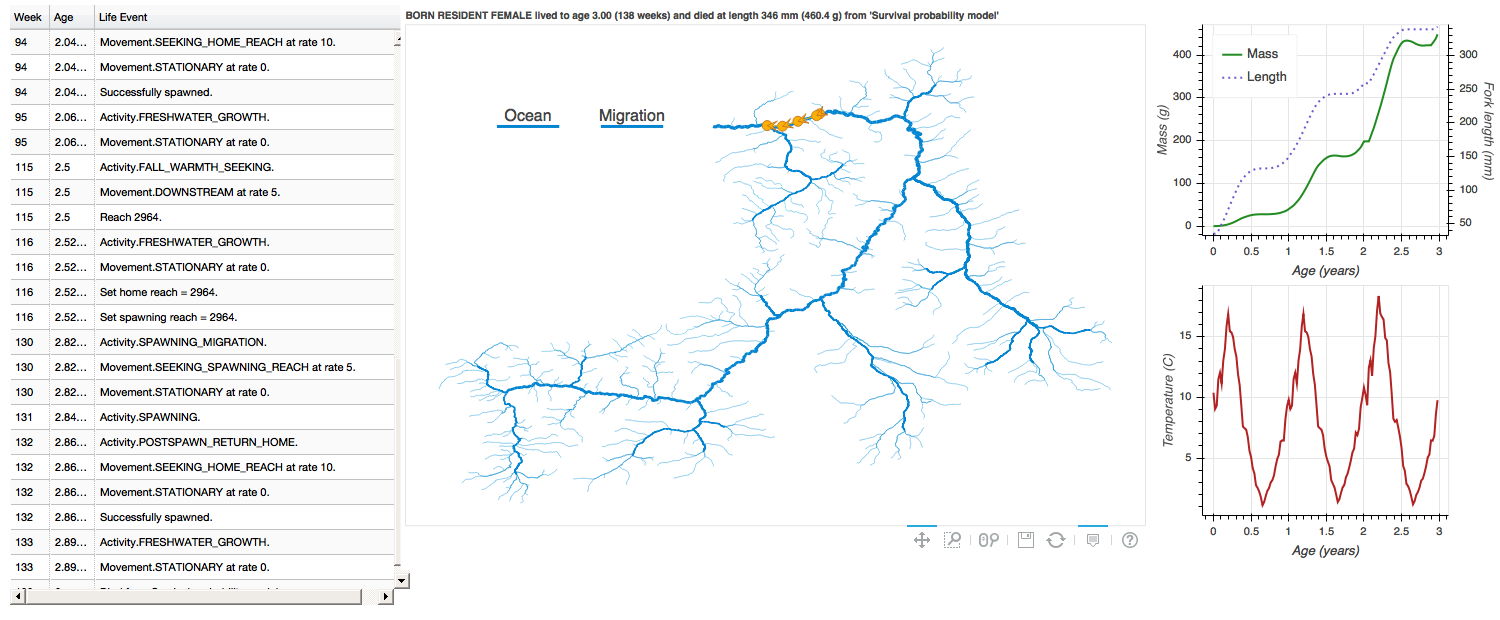 Week Age Life Event
94 2.04... Movement.SEEKING_HOME_REACH at rate 10.
94 2.04... Movement.STATIONARY at rate 0.
94 2.04... Successfully spawned.
95 2.06... Activity.FRESHWATER_GROWTH.
95 2.06... Movement.STATIONARY at rate 0.
115 2.5 Activity.FALL_WARMTH_SEEKING.
115 2.5 Movement.DOWNSTREAM at rate 5.
115 2.5 Reach 2964.
116 2.52... Activity.FRESHWATER_GROWTH.
116 2.52... Movement.STATIONARY at rate 0.
116 2.52... Set home reach = 2964.
116 2.52... Set spawning reach = 2964.
130 2.82... Activity.SPAWNING_MIGRATION.
130 2.82... Movement.SEEKING_SPAWNING_REACH at rate 5.
130 2.82... Movement.STATIONARY at rate 0.
131 2.84... Activity.SPAWNING.
132 2.86... Activity.POSTSPAWN_RETURN_HOME.
132 2.86... Movement.SEEKING_HOME_REACH at rate 10.
132 2.86... Movement.STATIONARY at rate 0.
132 2.86... Successfully spawned.
133 2.89... Activity.FRESHWATER_GROWTH.
133 2.89... Movement.STATIONARY at rate 0.
BORN RESIDENT FEMALE lived to age 3.00 (138 weeks) and died at length 346 mm (460.4 g) from 'Survival probability model'
Ocean Migration
Mass
Length
Mass (g)
400
300
200
100
0
Fork length (mm)
300
250
200
150
100
50
0 0.5 1 1.5 2 2.5 3
Age (years)
Temperature (C)
15
10
5
0 0.5 1 1.5 2 2.5 3
Age (years)